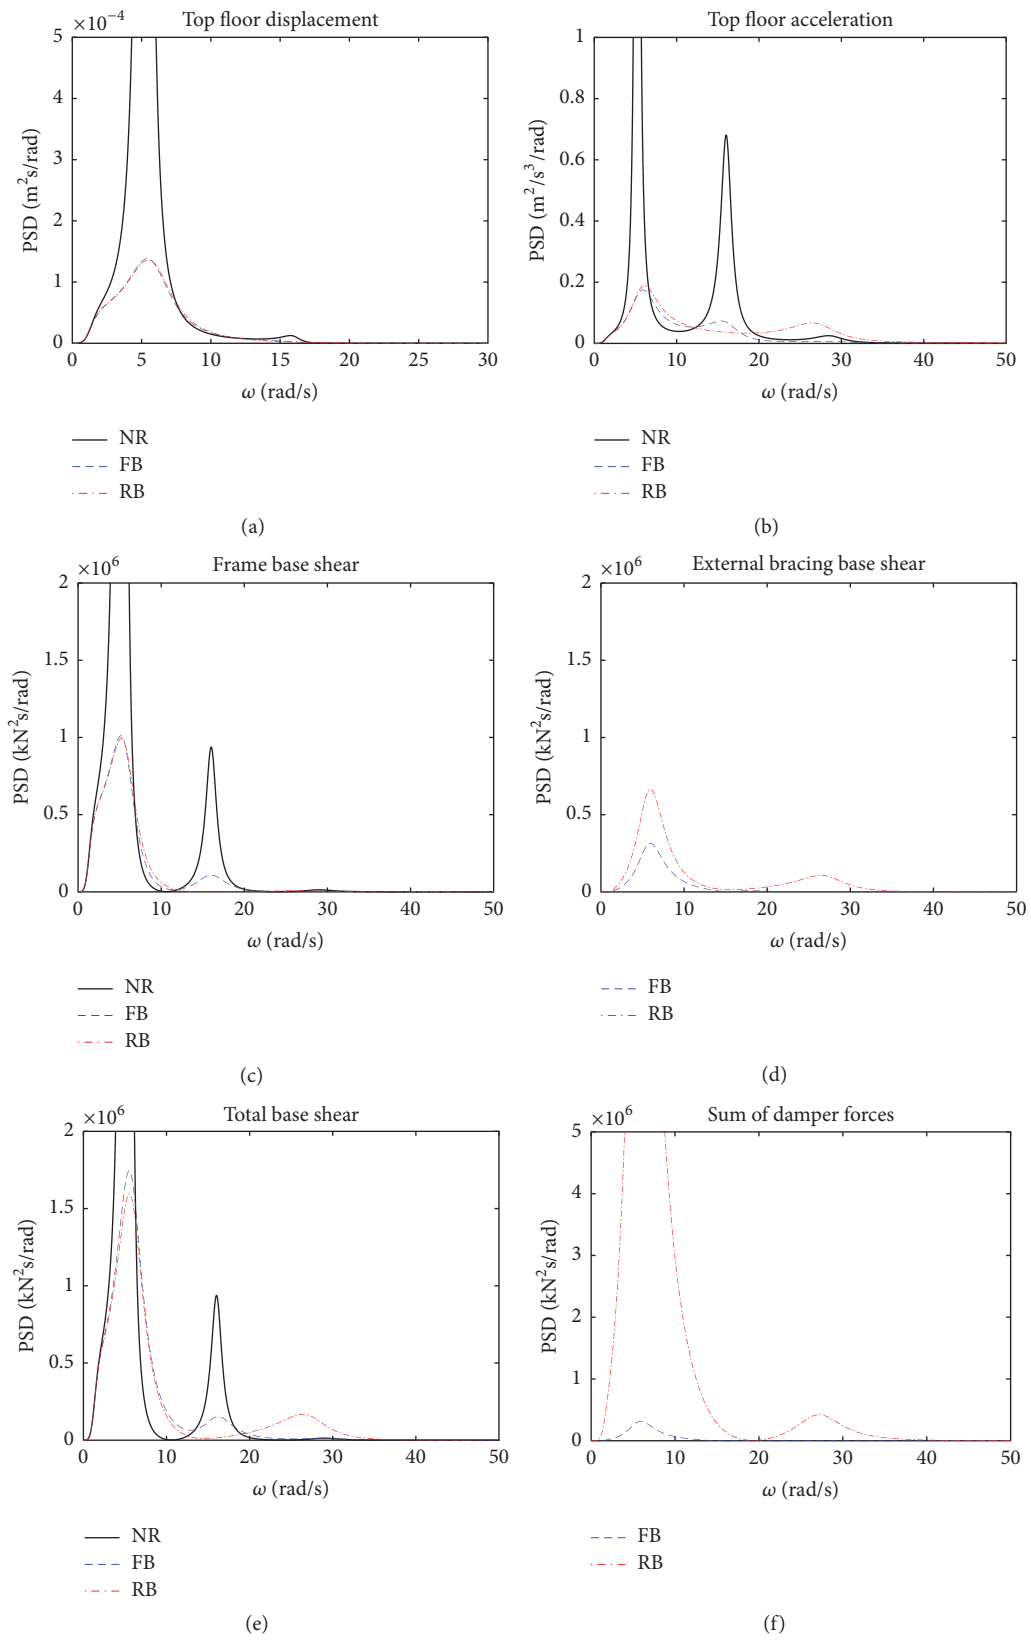 Top floor displacement
×10⁻⁴
5
4
3
2
1
0
PSD (m²s/rad)
0 5 10 15 20 25 30
ω (rad/s)
NR
FB
RB
(a)
Top floor acceleration
1
0.8
0.6
0.4
0.2
0
PSD (m²/s³/rad)
0 10 20 30 40 50
ω (rad/s)
NR
FB
RB
(b)
Frame base shear
×10⁶
2
1.5
1
0.5
0
PSD (kN²s/rad)
0 10 20 30 40 50
ω (rad/s)
NR
FB
RB
(c)
External bracing base shear
×10⁶
2
1.5
1
0.5
0
PSD (kN²s/rad)
0 10 20 30 40 50
ω (rad/s)
FB
RB
(d)
Total base shear
×10⁶
2
1.5
1
0.5
0
PSD (kN²s/rad)
0 10 20 30 40 50
ω (rad/s)
NR
FB
RB
(e)
Sum of damper forces
×10⁶
5
4
3
2
1
0
PSD (kN²s/rad)
0 10 20 30 40 50
ω (rad/s)
FB
RB
(f)